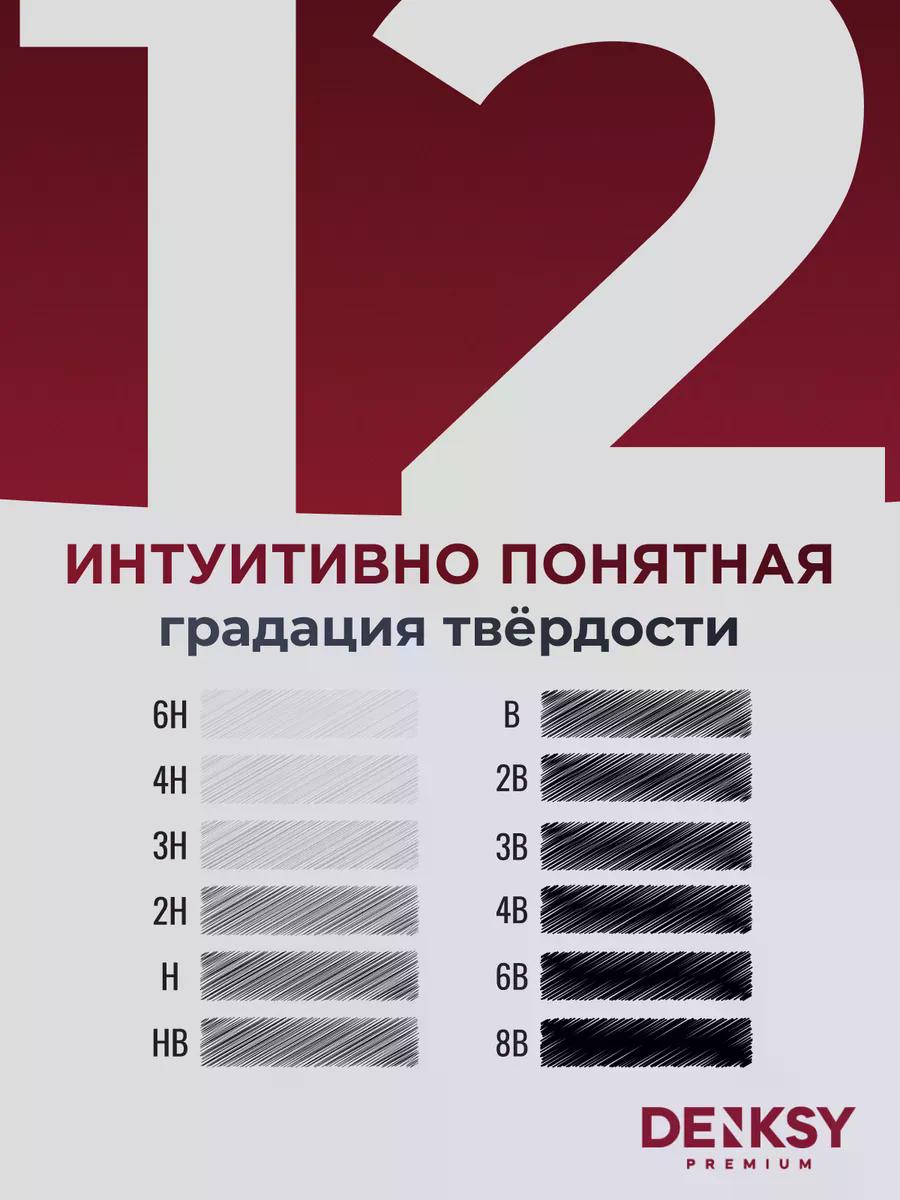 12
ИНТУИТИВНО ПОНЯТНАЯ
градация твёрдости
6H
4H
3H
2H
H
HB
B
2B
3B
4B
6B
8B
DENKSY
PREMIUM